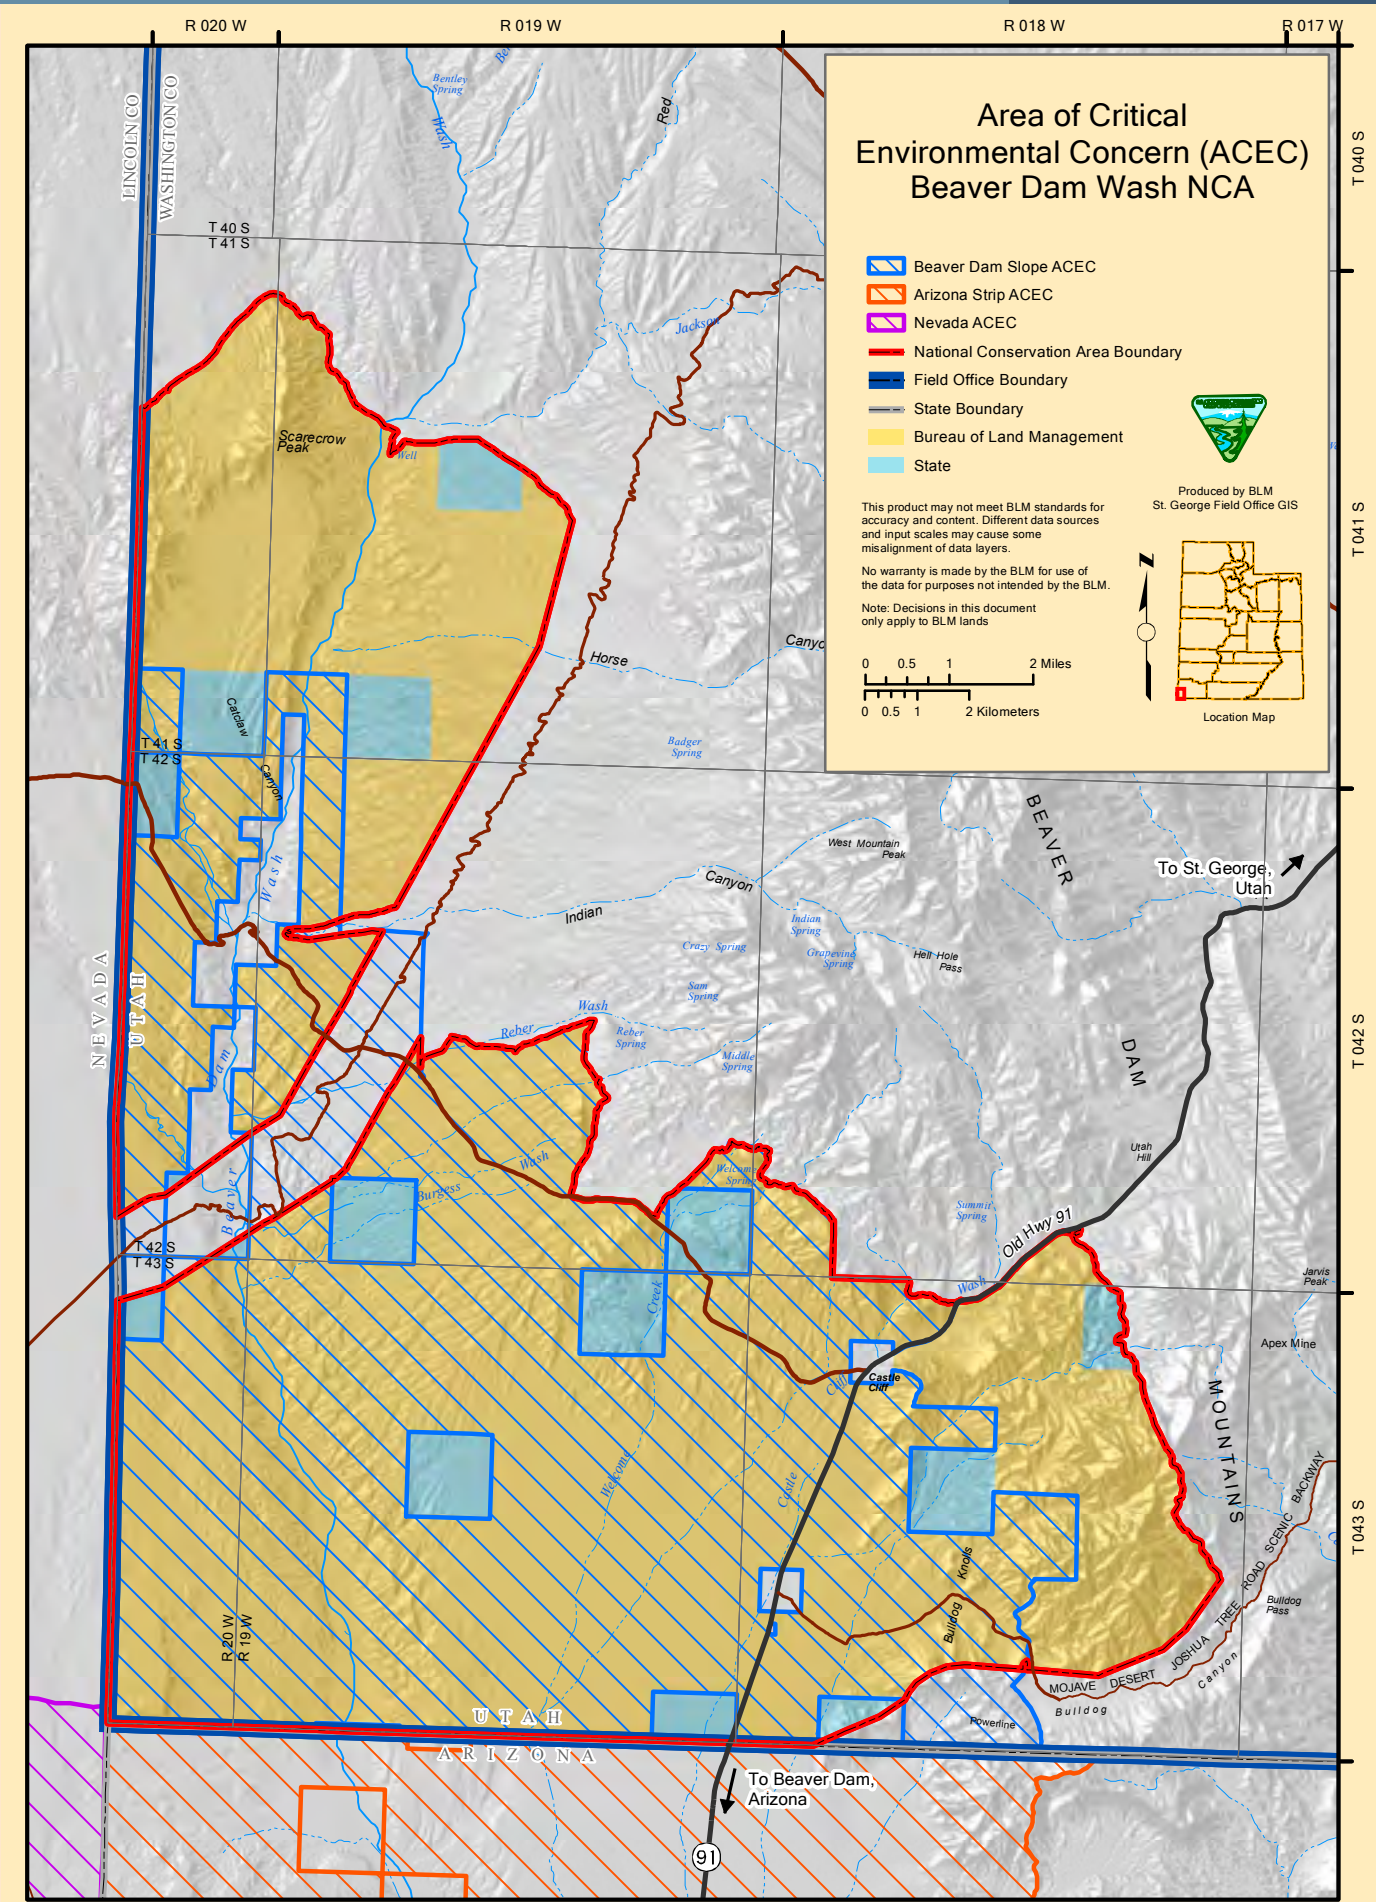 R 020 W
R 019 W
R 018 W
R 017 W
T 040 S
T 041 S
T 042 S
T 043 S
Area of Critical
Environmental Concern (ACEC)
Beaver Dam Wash NCA
Beaver Dam Slope ACEC
Arizona Strip ACEC
Nevada ACEC
National Conservation Area Boundary
Field Office Boundary
State Boundary
Bureau of Land Management
State
Produced by BLM
St. George Field Office GIS
This product may not meet BLM standards for
accuracy and content. Different data sources
and input scales may cause some
misalignment of data layers.
No warranty is made by the BLM for use of
the data for purposes not intended by the BLM.
Note: Decisions in this document
only apply to BLM lands
0 0.5 1 2 Miles
0 0.5 1 2 Kilometers
Z
Location Map
LINCOLN CO
WASHINGTON CO
Bentley
Spring
Wash
Red
T 40 S
T 41 S
Jackson
Scarecrow
Peak
Well
Horse
Canyo
Badger
Spring
Catclaw
Canyon
T 41 S
T 42 S
Wash
BEAVER
West Mountain
Peak
To St. George,
Utah
Canyon
Indian
Indian
Spring
Crazy Spring
Grapevine
Spring
Hell Hole
Pass
Sam
Spring
NEVADA
UTAH
Wash
Reber
Reber
Spring
Middle
Spring
Dam
DAM
Utah
Hill
Wash
Burgess
Welcome
Spring
Summit
Spring
Beaver
Old Hwy 91
T 42 S
T 43 S
Wash
Jarvis
Peak
Creek
Apex Mine
Cliff
Castle
Cliff
MOUNTAINS
Welcome
Castle
Knolls
Bulldog
MOJAVE DESERT JOSHUA TREE ROAD SCENIC BACKWAY
Bulldog
Pass
Canyon
Bulldog
R 20 W
R 19 W
Powerline
UTAH
ARIZONA
To Beaver Dam,
Arizona
91